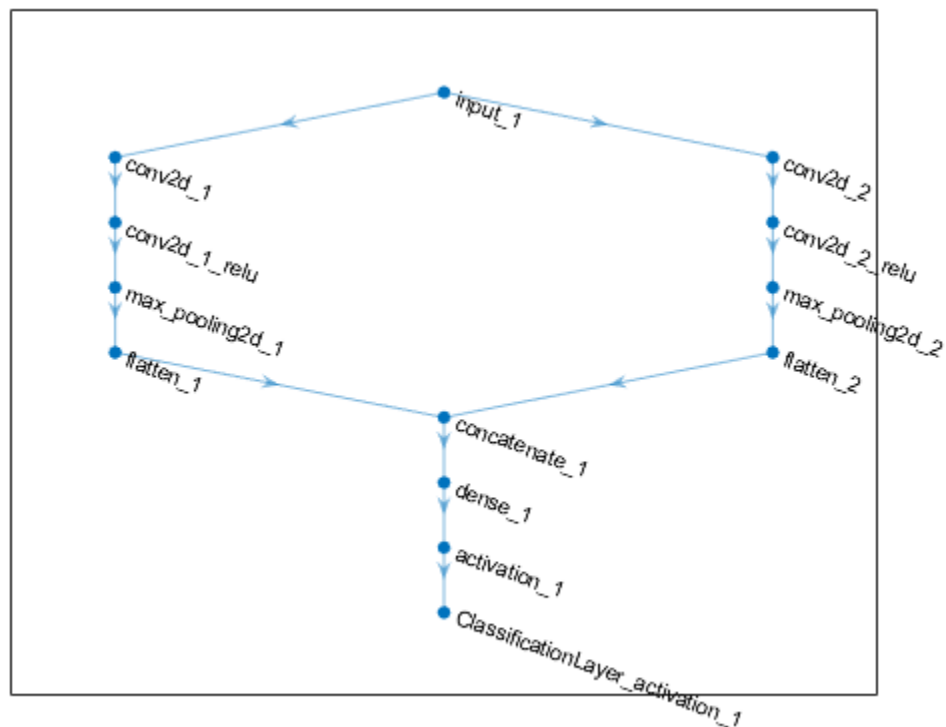 input_1
conv2d_1
conv2d_2
conv2d_1_relu
conv2d_2_relu
max_pooling2d_1
max_pooling2d_2
flatten_1
flatten_2
concatenate_1
dense_1
activation_1
ClassificationLayer_activation_1